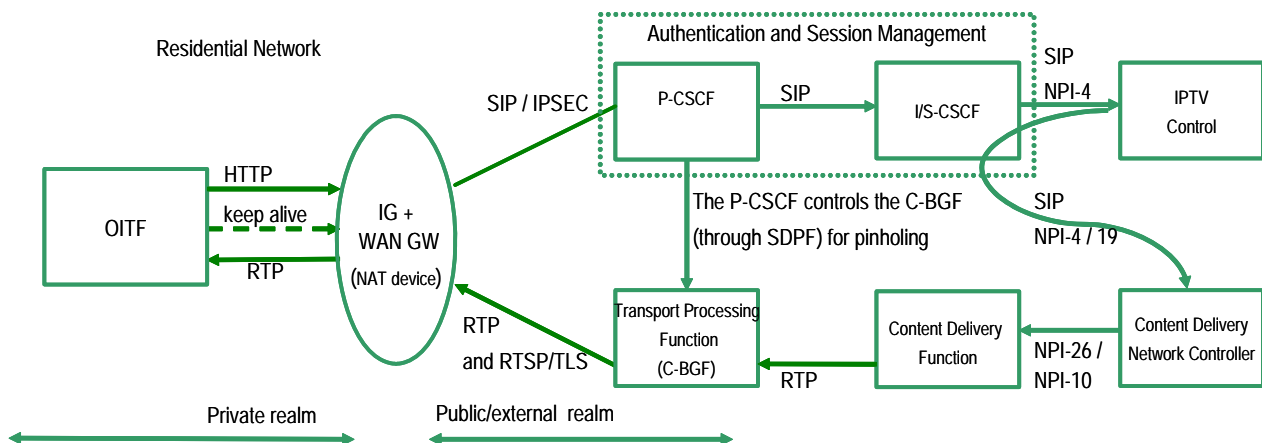 Residential Network
Authentication and Session Management
SIP
NPI-4
SIP / IPSEC
P-CSCF
SIP
I/S-CSCF
IPTV
Control
HTTP
keep alive
RTP
OITF
IG +
WAN GW
(NAT device)
The P-CSCF controls the C-BGF
(through SDPF) for pinholing
SIP
NPI-4 / 19
RTP
and RTSP/TLS
Transport Processing
Function
(C-BGF)
RTP
Content Delivery
Function
NPI-26 /
NPI-10
Content Delivery
Network Controller
Private realm
Public/external realm